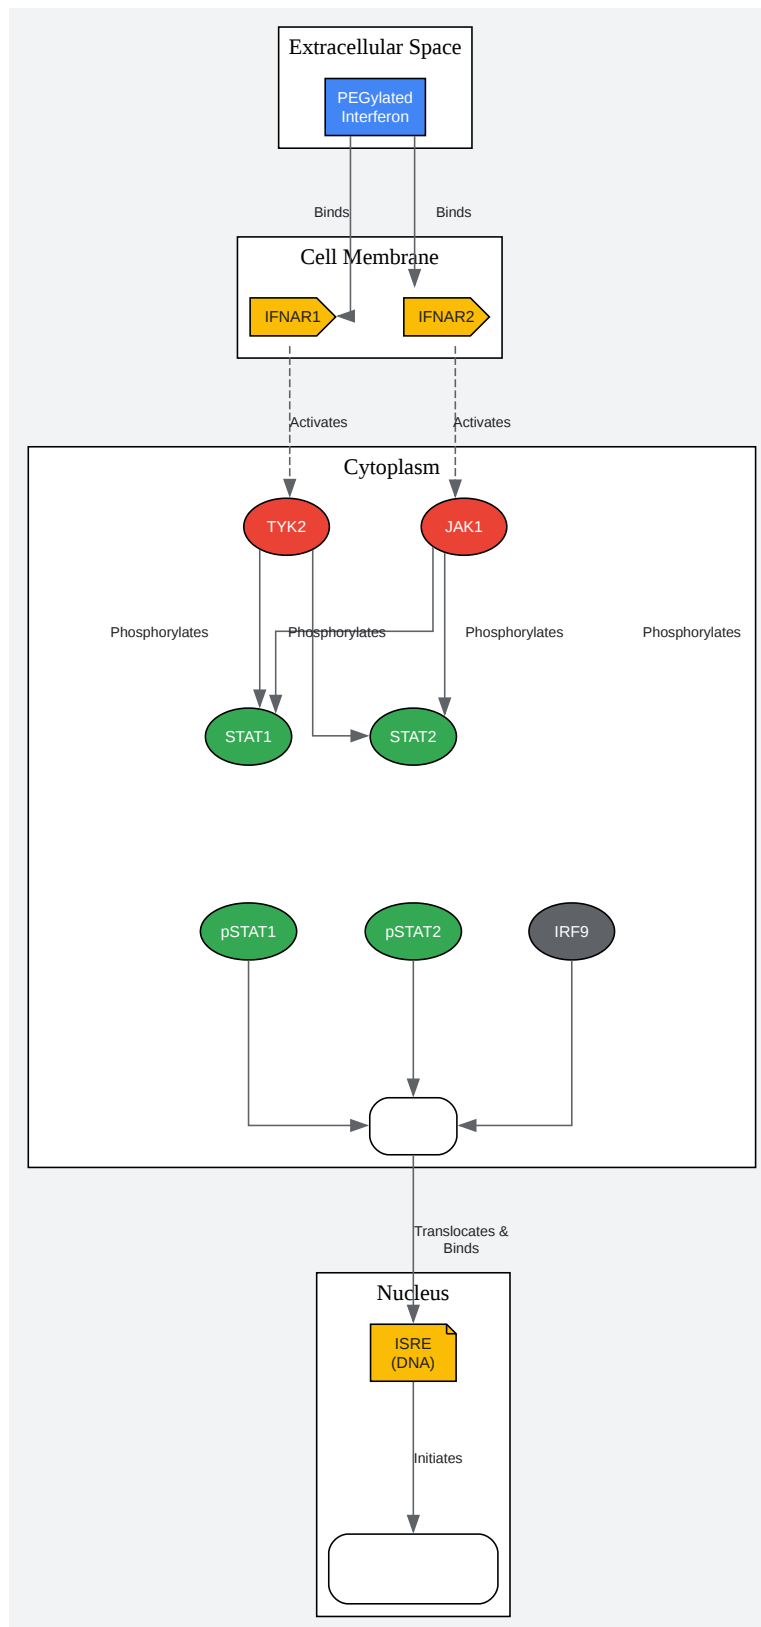 Extracellular Space
PEGylated
Interferon
Binds
Binds
Cell Membrane
IFNAR1
IFNAR2
Activates
Activates
Cytoplasm
TYK2
JAK1
Phosphorylates
Phosphorylates
Phosphorylates
Phosphorylates
STAT1
STAT2
pSTAT1
pSTAT2
IRF9
Translocates &
Binds
Nucleus
ISRE
(DNA)
Initiates